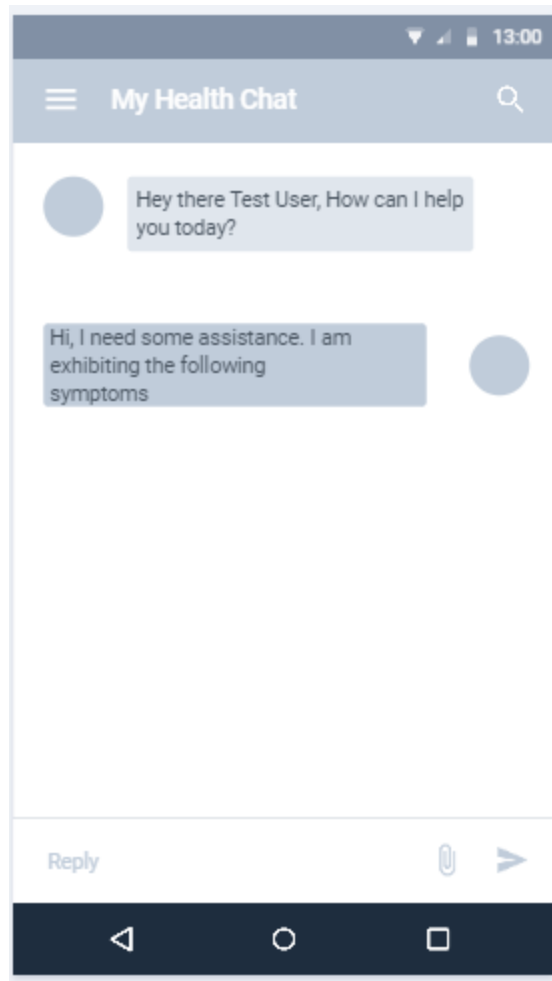 13:00
My Health Chat
Hey there Test User, How can I help
you today?
Hi, I need some assistance. I am
exhibiting the following
symptoms
Reply